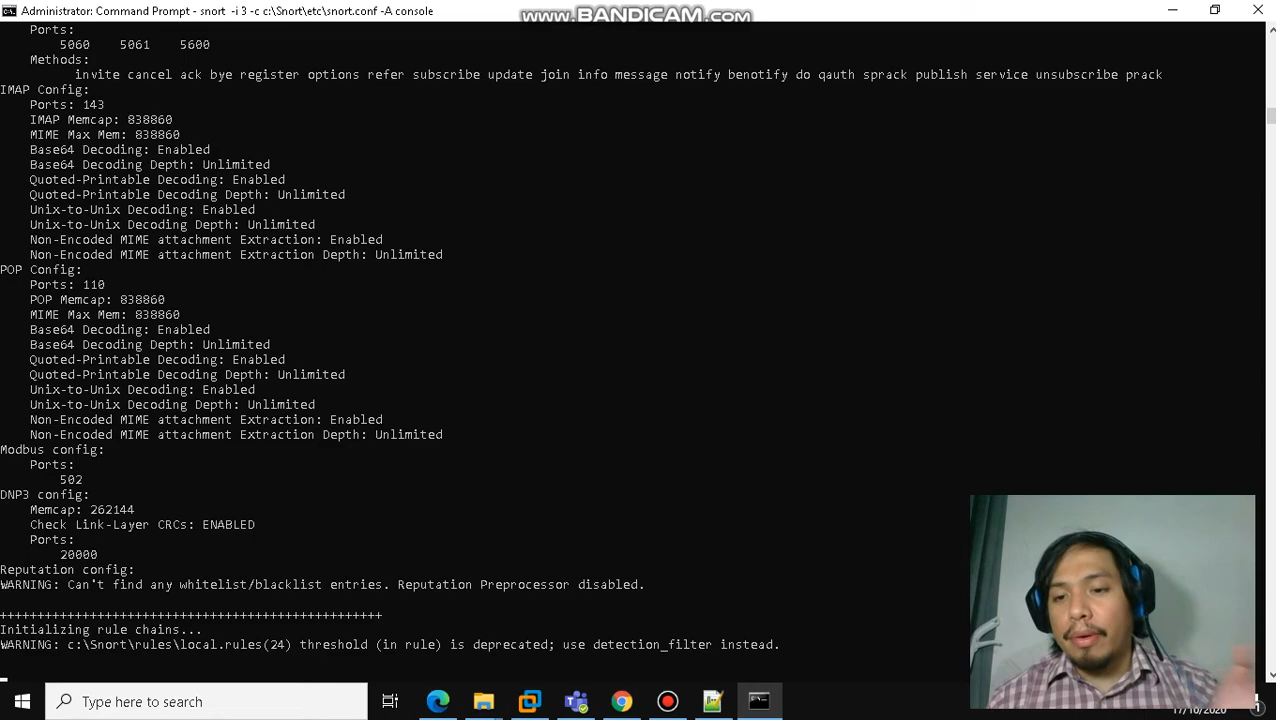 Administrator: Command Prompt - snort -i 3 -c c:\Snort\etc\snort.conf -A console
www.BANDICAM.com
Ports:
5060 5061 5600
Methods:
invite cancel ack bye register options refer subscribe update join info message notify benotify do qauth sprack publish service unsubscribe prack
IMAP Config:
Ports: 143
IMAP Memcap: 838860
MIME Max Mem: 838860
Base64 Decoding: Enabled
Base64 Decoding Depth: Unlimited
Quoted-Printable Decoding: Enabled
Quoted-Printable Decoding Depth: Unlimited
Unix-to-Unix Decoding: Enabled
Unix-to-Unix Decoding Depth: Unlimited
Non-Encoded MIME attachment Extraction: Enabled
Non-Encoded MIME attachment Extraction Depth: Unlimited
POP Config:
Ports: 110
POP Memcap: 838860
MIME Max Mem: 838860
Base64 Decoding: Enabled
Base64 Decoding Depth: Unlimited
Quoted-Printable Decoding: Enabled
Quoted-Printable Decoding Depth: Unlimited
Unix-to-Unix Decoding: Enabled
Unix-to-Unix Decoding Depth: Unlimited
Non-Encoded MIME attachment Extraction: Enabled
Non-Encoded MIME attachment Extraction Depth: Unlimited
Modbus config:
Ports:
502
DNP3 config:
Memcap: 262144
Check Link-Layer CRCs: ENABLED
Ports:
20000
Reputation config:
WARNING: Can't find any whitelist/blacklist entries. Reputation Preprocessor disabled.
+++++++++++++++++++++++++++++++++++++++++++++++++++
Initializing rule chains...
WARNING: c:\Snort\rules\local.rules(24) threshold (in rule) is deprecated; use detection_filter instead.
Type here to search
17/10/2020